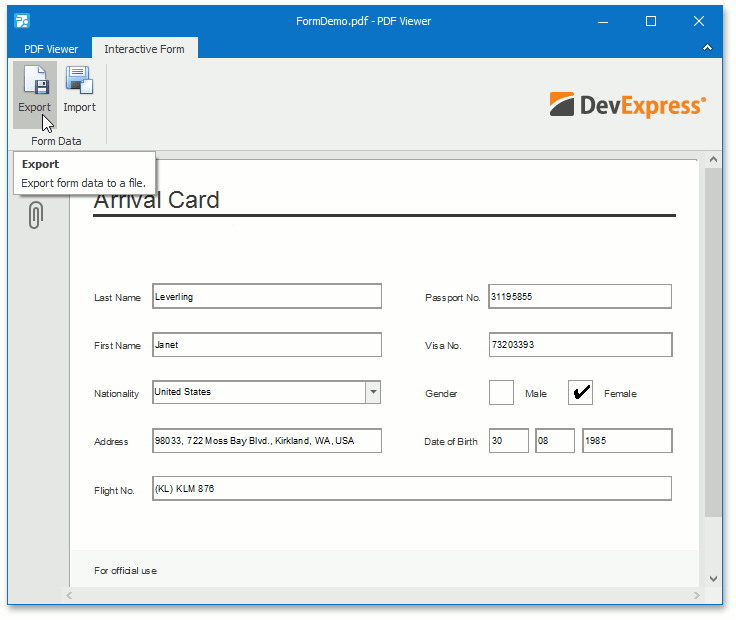 FormDemo.pdf - PDF Viewer
PDF Viewer Interactive Form
Export Import
Form Data
DevExpress
Export
Export form data to a file.
Arrival Card
Last Name Leverling Passport No. 31195855
First Name Janet Visa No. 73203393
Nationality United States Gender Male Female
Address 98033, 722 Moss Bay Blvd., Kirkland, WA, USA Date of Birth 30 08 1985
Flight No. (KL) KLM 876
For official use